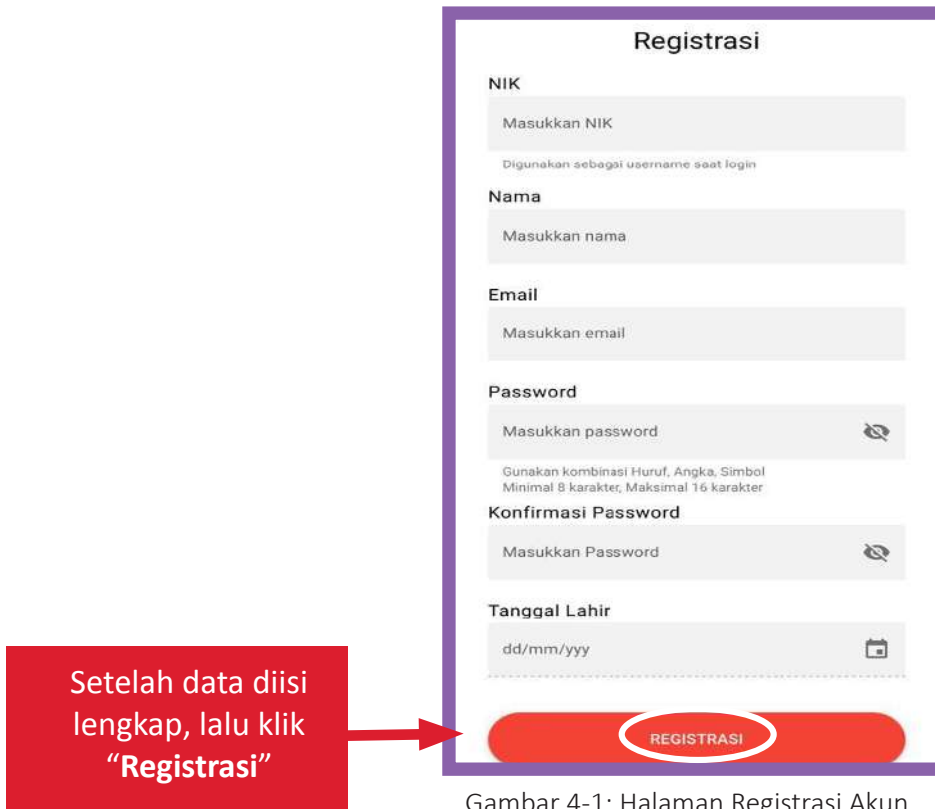 Registrasi
NIK
Masukkan NIK
Digunakan sebagai username saat login
Nama
Masukkan nama
Email
Masukkan email
Password
Masukkan password
Gunakan kombinasi Huruf, Angka, Simbol
Minimal 8 karakter, Maksimal 16 karakter
Konfirmasi Password
Masukkan Password
Tanggal Lahir
dd/mm/yyy
REGISTRASI
Setelah data diisi
lengkap, lalu klik
“Registrasi”
Gambar 4-1: Halaman Registrasi Akun